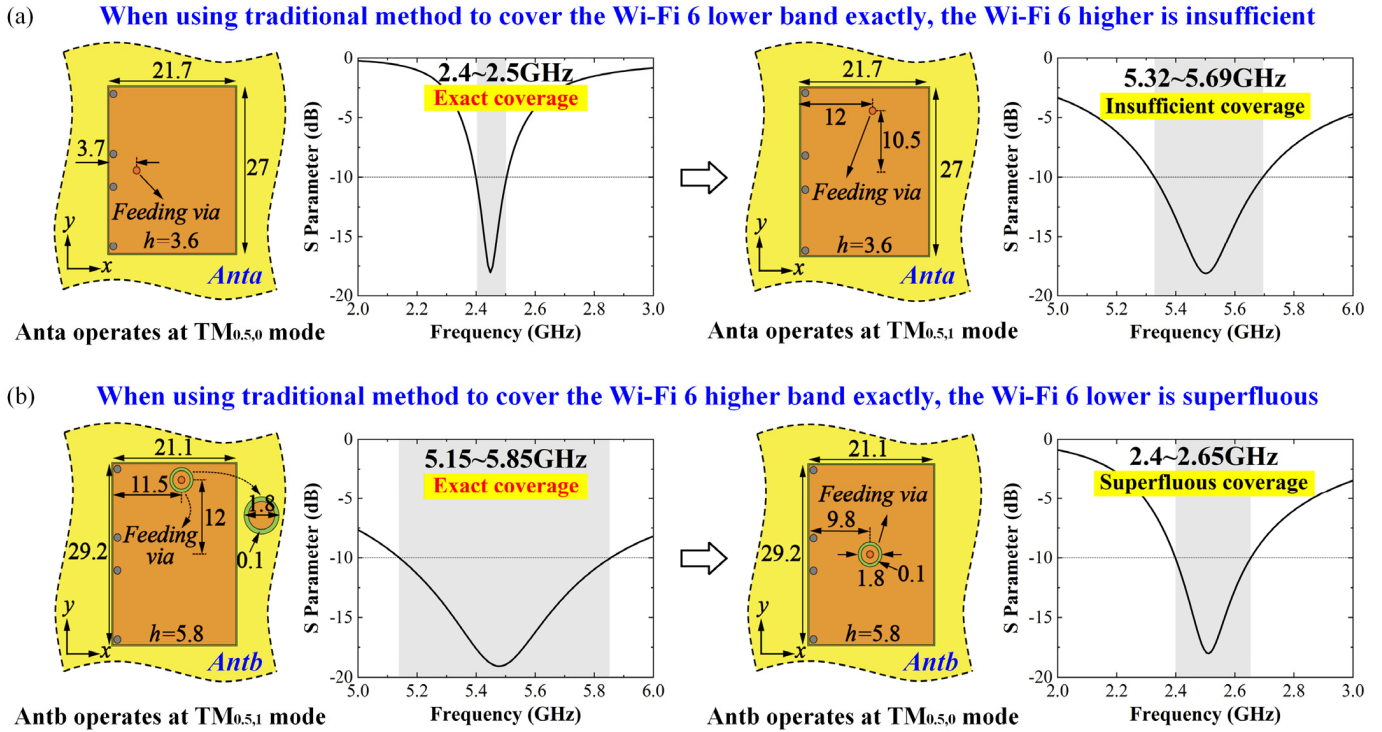 (a) When using traditional method to cover the Wi-Fi 6 lower band exactly, the Wi-Fi 6 higher is insufficient
21.7
3.7
27
Feeding via
h=3.6
y
x
Anta
Anta operates at TM0.5,0 mode
S Parameter (dB)
0
-5
-10
-15
-20
2.4~2.5GHz
Exact coverage
2.0 2.2 2.4 2.6 2.8 3.0
Frequency (GHz)
21.7
12
10.5
27
Feeding via
h=3.6
y
x
Anta
Anta operates at TM0.5,1 mode
S Parameter (dB)
0
-5
-10
-15
-20
5.32~5.69GHz
Insufficient coverage
5.0 5.2 5.4 5.6 5.8 6.0
Frequency (GHz)
(b) When using traditional method to cover the Wi-Fi 6 higher band exactly, the Wi-Fi 6 lower is superfluous
21.1
11.5
12
1.8
0.1
29.2
Feeding
via
h=5.8
y
x
Antb
Antb operates at TM0.5,1 mode
S Parameter (dB)
0
-5
-10
-15
-20
5.15~5.85GHz
Exact coverage
5.0 5.2 5.4 5.6 5.8 6.0
Frequency (GHz)
21.1
Feeding via
9.8
29.2
1.8
0.1
h=5.8
y
x
Antb
Antb operates at TM0.5,0 mode
S Parameter (dB)
0
-5
-10
-15
-20
2.4~2.65GHz
Superfluous coverage
2.0 2.2 2.4 2.6 2.8 3.0
Frequency (GHz)